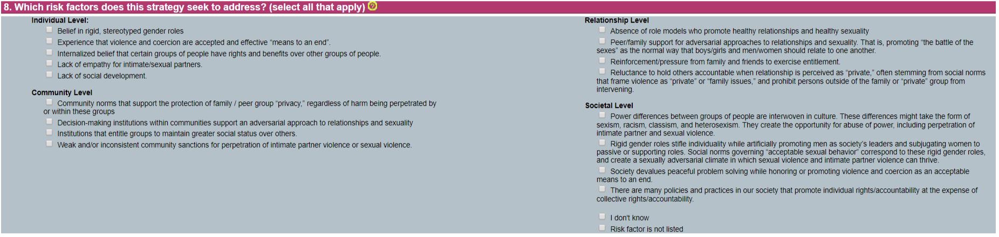 8. Which risk factors does this strategy seek to address? (select all that apply)
Individual Level:
Belief in rigid, stereotyped gender roles
Experience that violence and coercion are accepted and effective “means to an end”.
Internalized belief that certain groups of people have rights and benefits over other groups of people.
Lack of empathy for intimate/sexual partners.
Lack of social development.
Community Level
Community norms that support the protection of family / peer group “privacy,” regardless of harm being perpetrated by
or within these groups
Decision-making institutions within communities support an adversarial approach to relationships and sexuality
Institutions that entitle groups to maintain greater social status over others.
Weak and/or inconsistent community sanctions for perpetration of intimate partner violence or sexual violence.
Relationship Level
Absence of role models who promote healthy relationships and healthy sexuality
Peer/family support for adversarial approaches to relationships and sexuality. That is, promoting “the battle of the
sexes” as the normal way that boys/girls and men/women should relate to one another.
Reinforcement/pressure from family and friends to exercise entitlement.
Reluctance to hold others accountable when relationship is perceived as “private,” often stemming from social norms
that frame violence as “private” or “family issues,” and prohibit persons outside of the family or “private” group from
intervening.
Societal Level
Power differences between groups of people are interwoven in culture. These differences might take the form of
sexism, racism, classism, and heterosexism. They create the opportunity for abuse of power, including perpetration of
intimate partner and sexual violence.
Rigid gender roles stifle individuality while artificially promoting men as society’s leaders and subjugating women to
passive or supporting roles. Social norms governing “acceptable sexual behavior” correspond to these rigid gender roles,
and create a sexually adversarial climate in which sexual violence and intimate partner violence can thrive.
Society devalues peaceful problem solving while honoring or promoting violence and coercion as an acceptable
means to an end.
There are many policies and practices in our society that promote individual rights/accountability at the expense of
collective rights/accountability.
I don't know
Risk factor is not listed